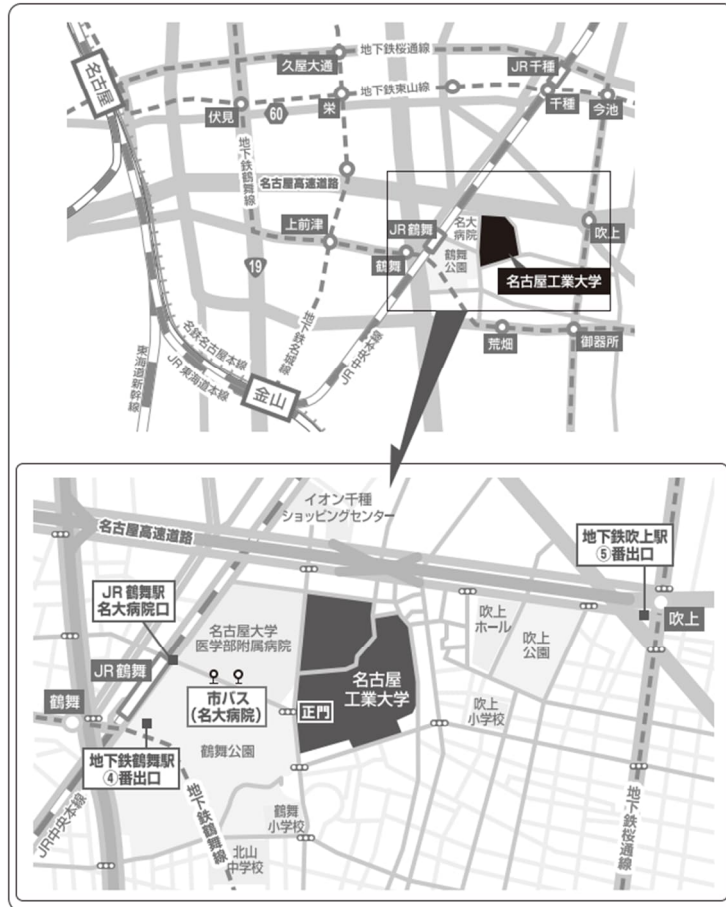 地下鉄桜通線
久屋大通
JR千種
名古屋
地下鉄東山線
栄
伏見
60
千種
今池
地下鉄鶴舞線
名古屋高速道路
上前津
JR鶴舞
名大
病院
吹上
鶴舞
鶴舞
公園
名古屋工業大学
19
地下鉄名城線
JR中央本線
荒畑
御器所
名鉄名古屋本線
JR東海道本線
東海道新幹線
金山
イオン千種
ショッピングセンター
名古屋高速道路
地下鉄吹上駅
⑤番出口
JR鶴舞駅
名大病院口
名古屋大学
医学部附属病院
吹上
ホール
吹上
吹上
公園
JR鶴舞
名古屋
工業大学
鶴舞
市バス
(名大病院)
正門
吹上
小学校
地下鉄鶴舞駅
④番出口
鶴舞公園
地下鉄鶴舞線
JR中央本線
鶴舞
小学校
地下鉄桜通線
北山
中学校